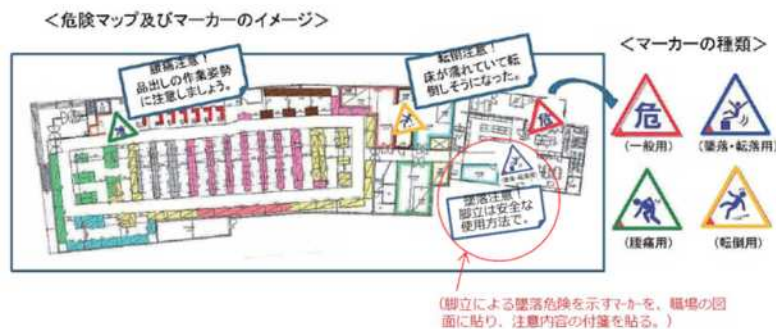 ＜危険マップ及びマーカーのイメージ＞
腰痛注意！
品出しの作業姿勢
に注意しましょう。
転倒注意！
床が濡れていて転
倒しそうになった。
危
墜落注意！
脚立は安全な
使用方法で。
＜マーカーの種類＞
危
（一般用）
（墜落・転落用）
（腰痛用）
（転倒用）
（脚立による墜落危険を示すマーカーを、職場の図
面に貼り、注意内容の付箋を貼る。）